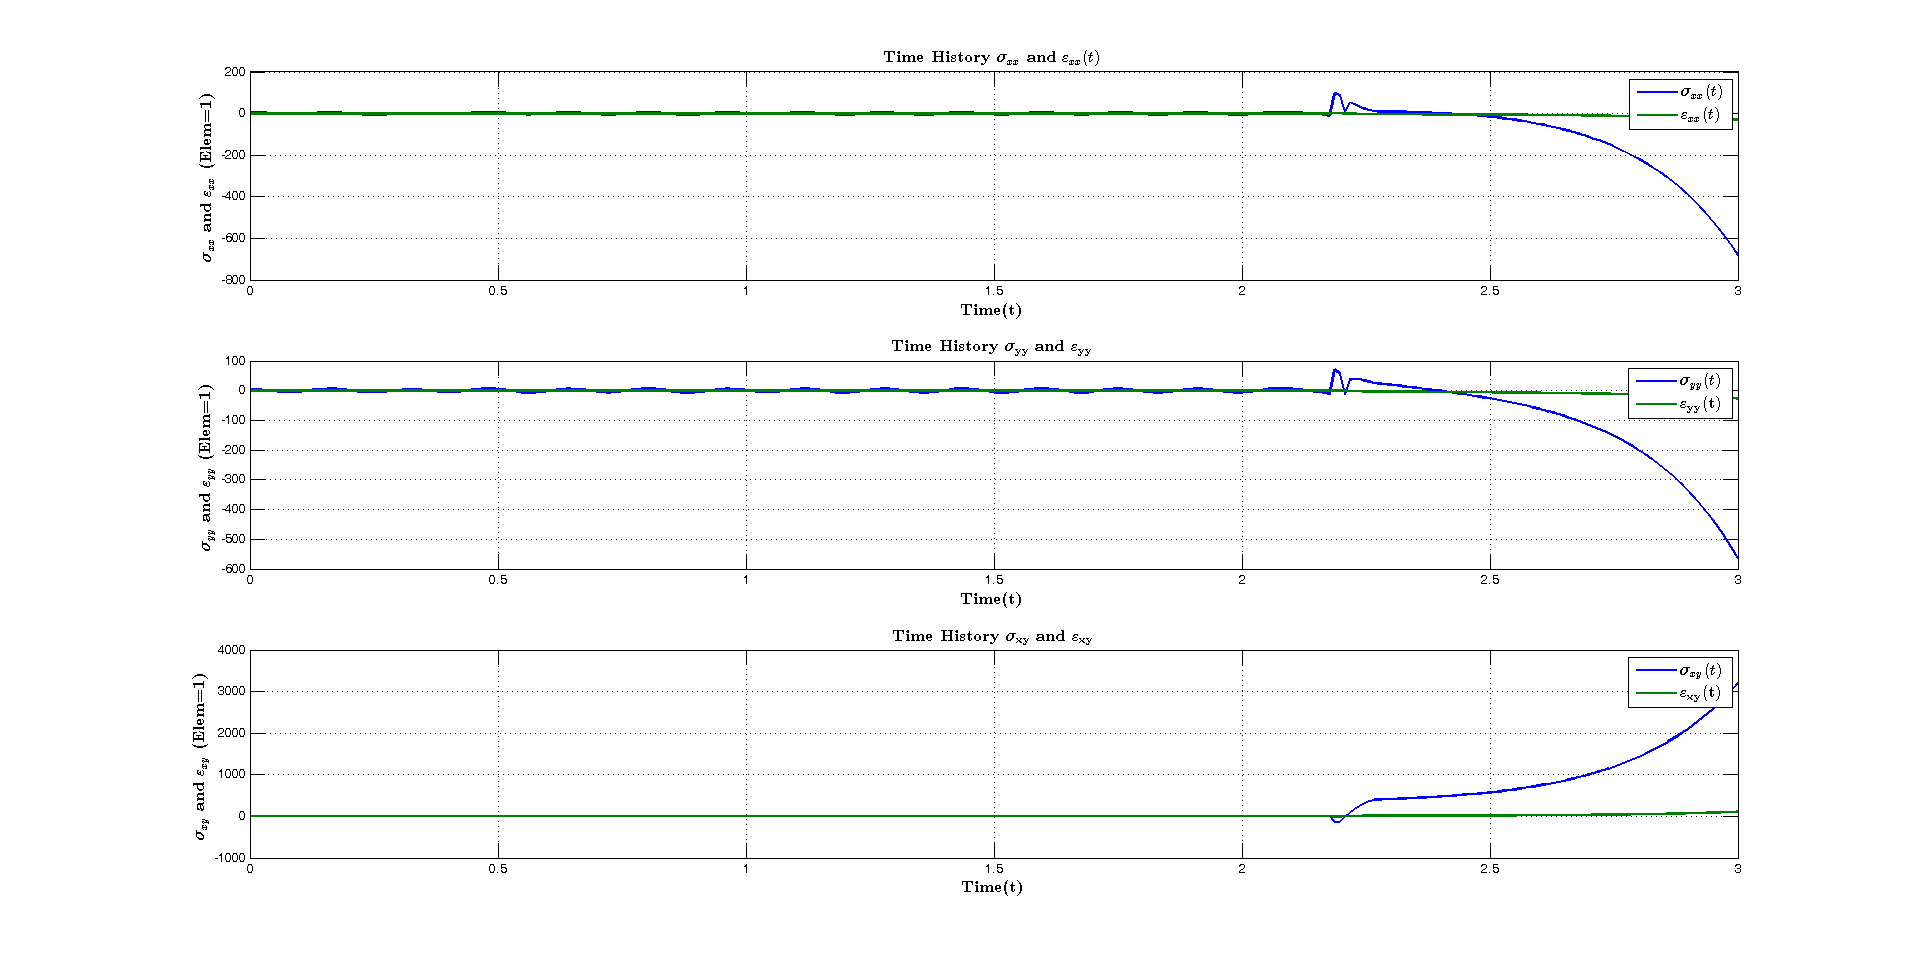 Time History σxx and εxx(t)
σxx and εxx (Elem=1)
200
0
-200
-400
-600
-800
σxx(t)
εxx(t)
0 0.5 1 1.5 2 2.5 3
Time(t)
Time History σyy and εyy
σyy and εyy (Elem=1)
100
0
-100
-200
-300
-400
-500
-600
σyy(t)
εyy(t)
0 0.5 1 1.5 2 2.5 3
Time(t)
Time History σxy and εxy
σxy and εxy (Elem=1)
4000
3000
2000
1000
0
-1000
σxy(t)
εxy(t)
0 0.5 1 1.5 2 2.5 3
Time(t)